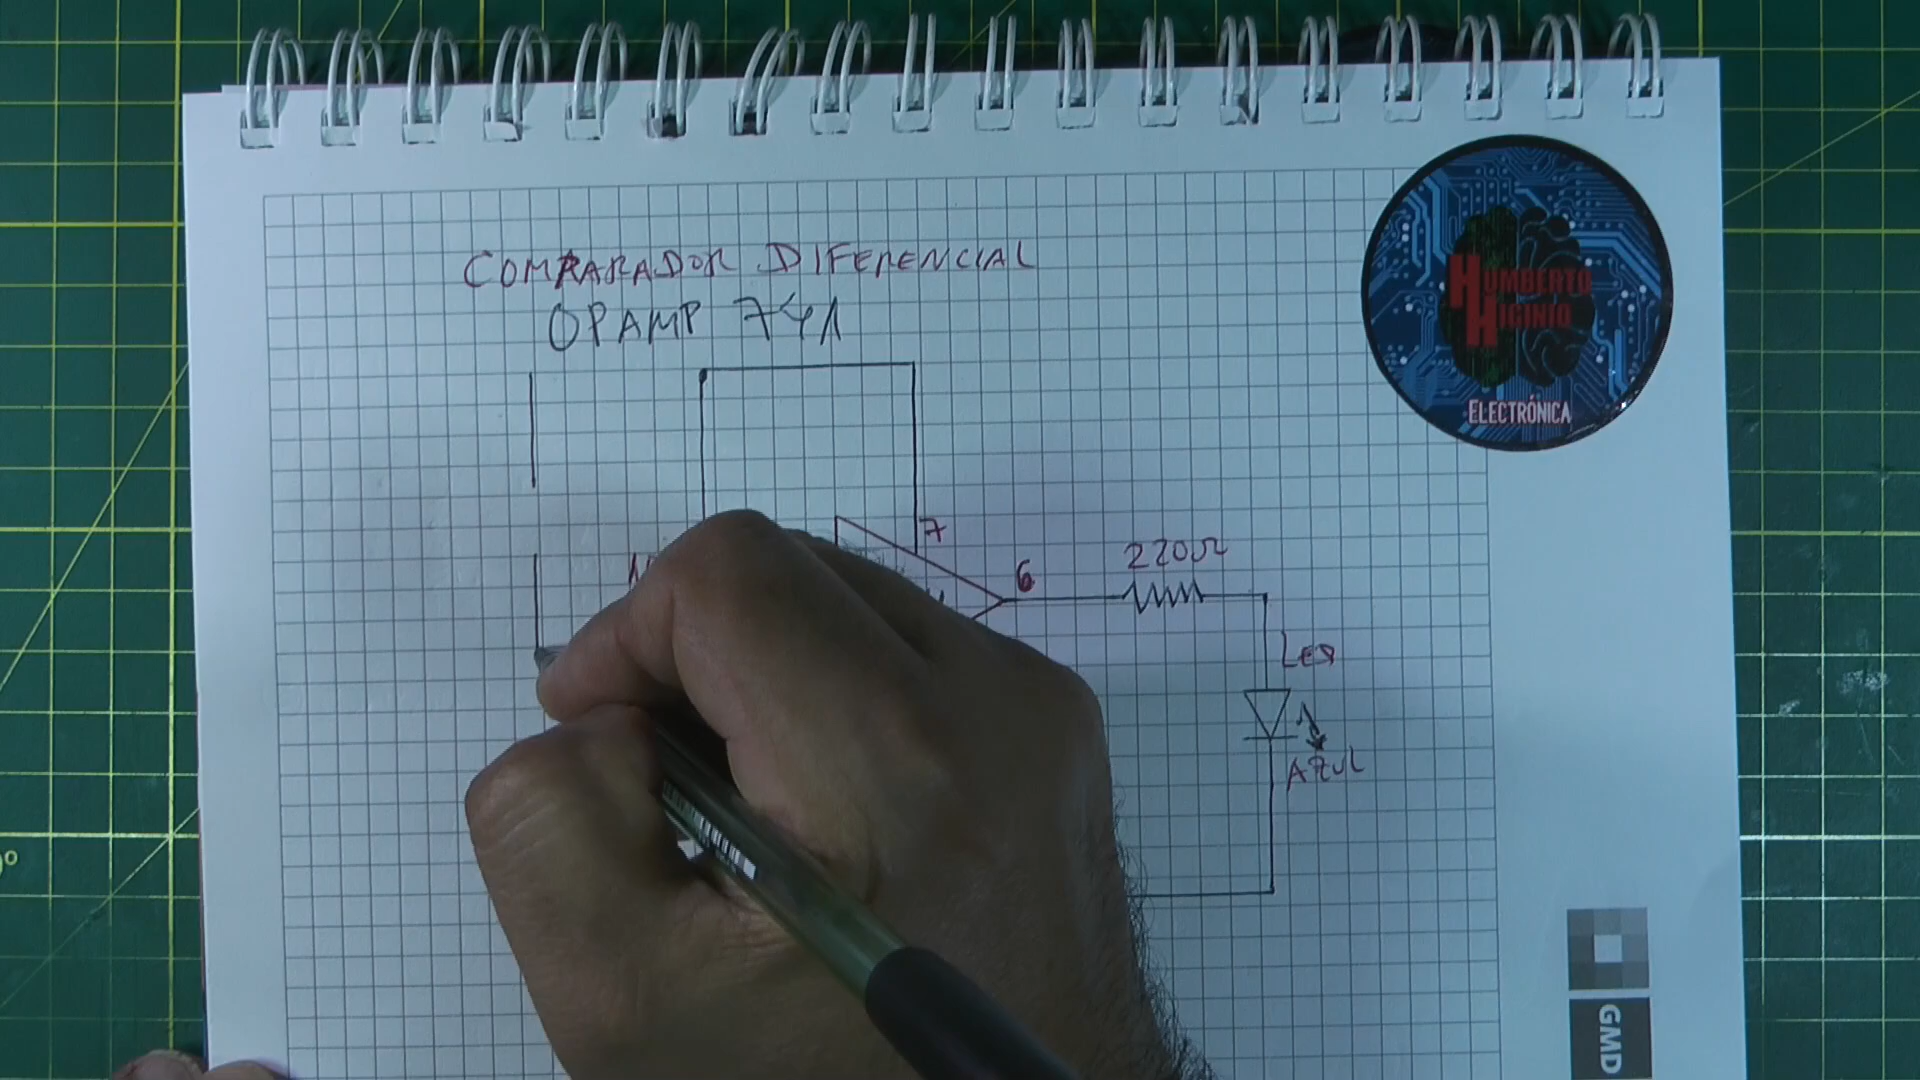 COMPARADOR DIFERENCIAL
OPAMP 741
7
6
220Ω
LED
AZUL
HUMBERTO
HIGINIO
ELECTRÓNICA
GMD